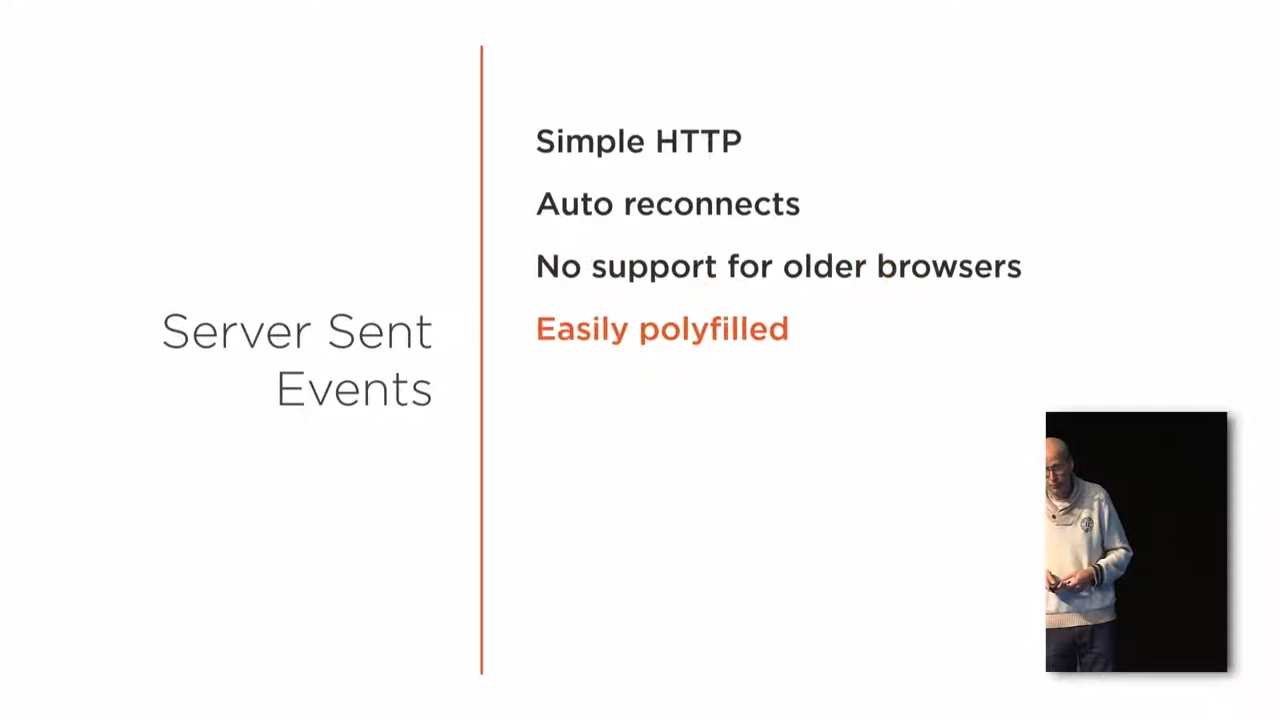 Server Sent
Events
Simple HTTP
Auto reconnects
No support for older browsers
Easily polyfilled